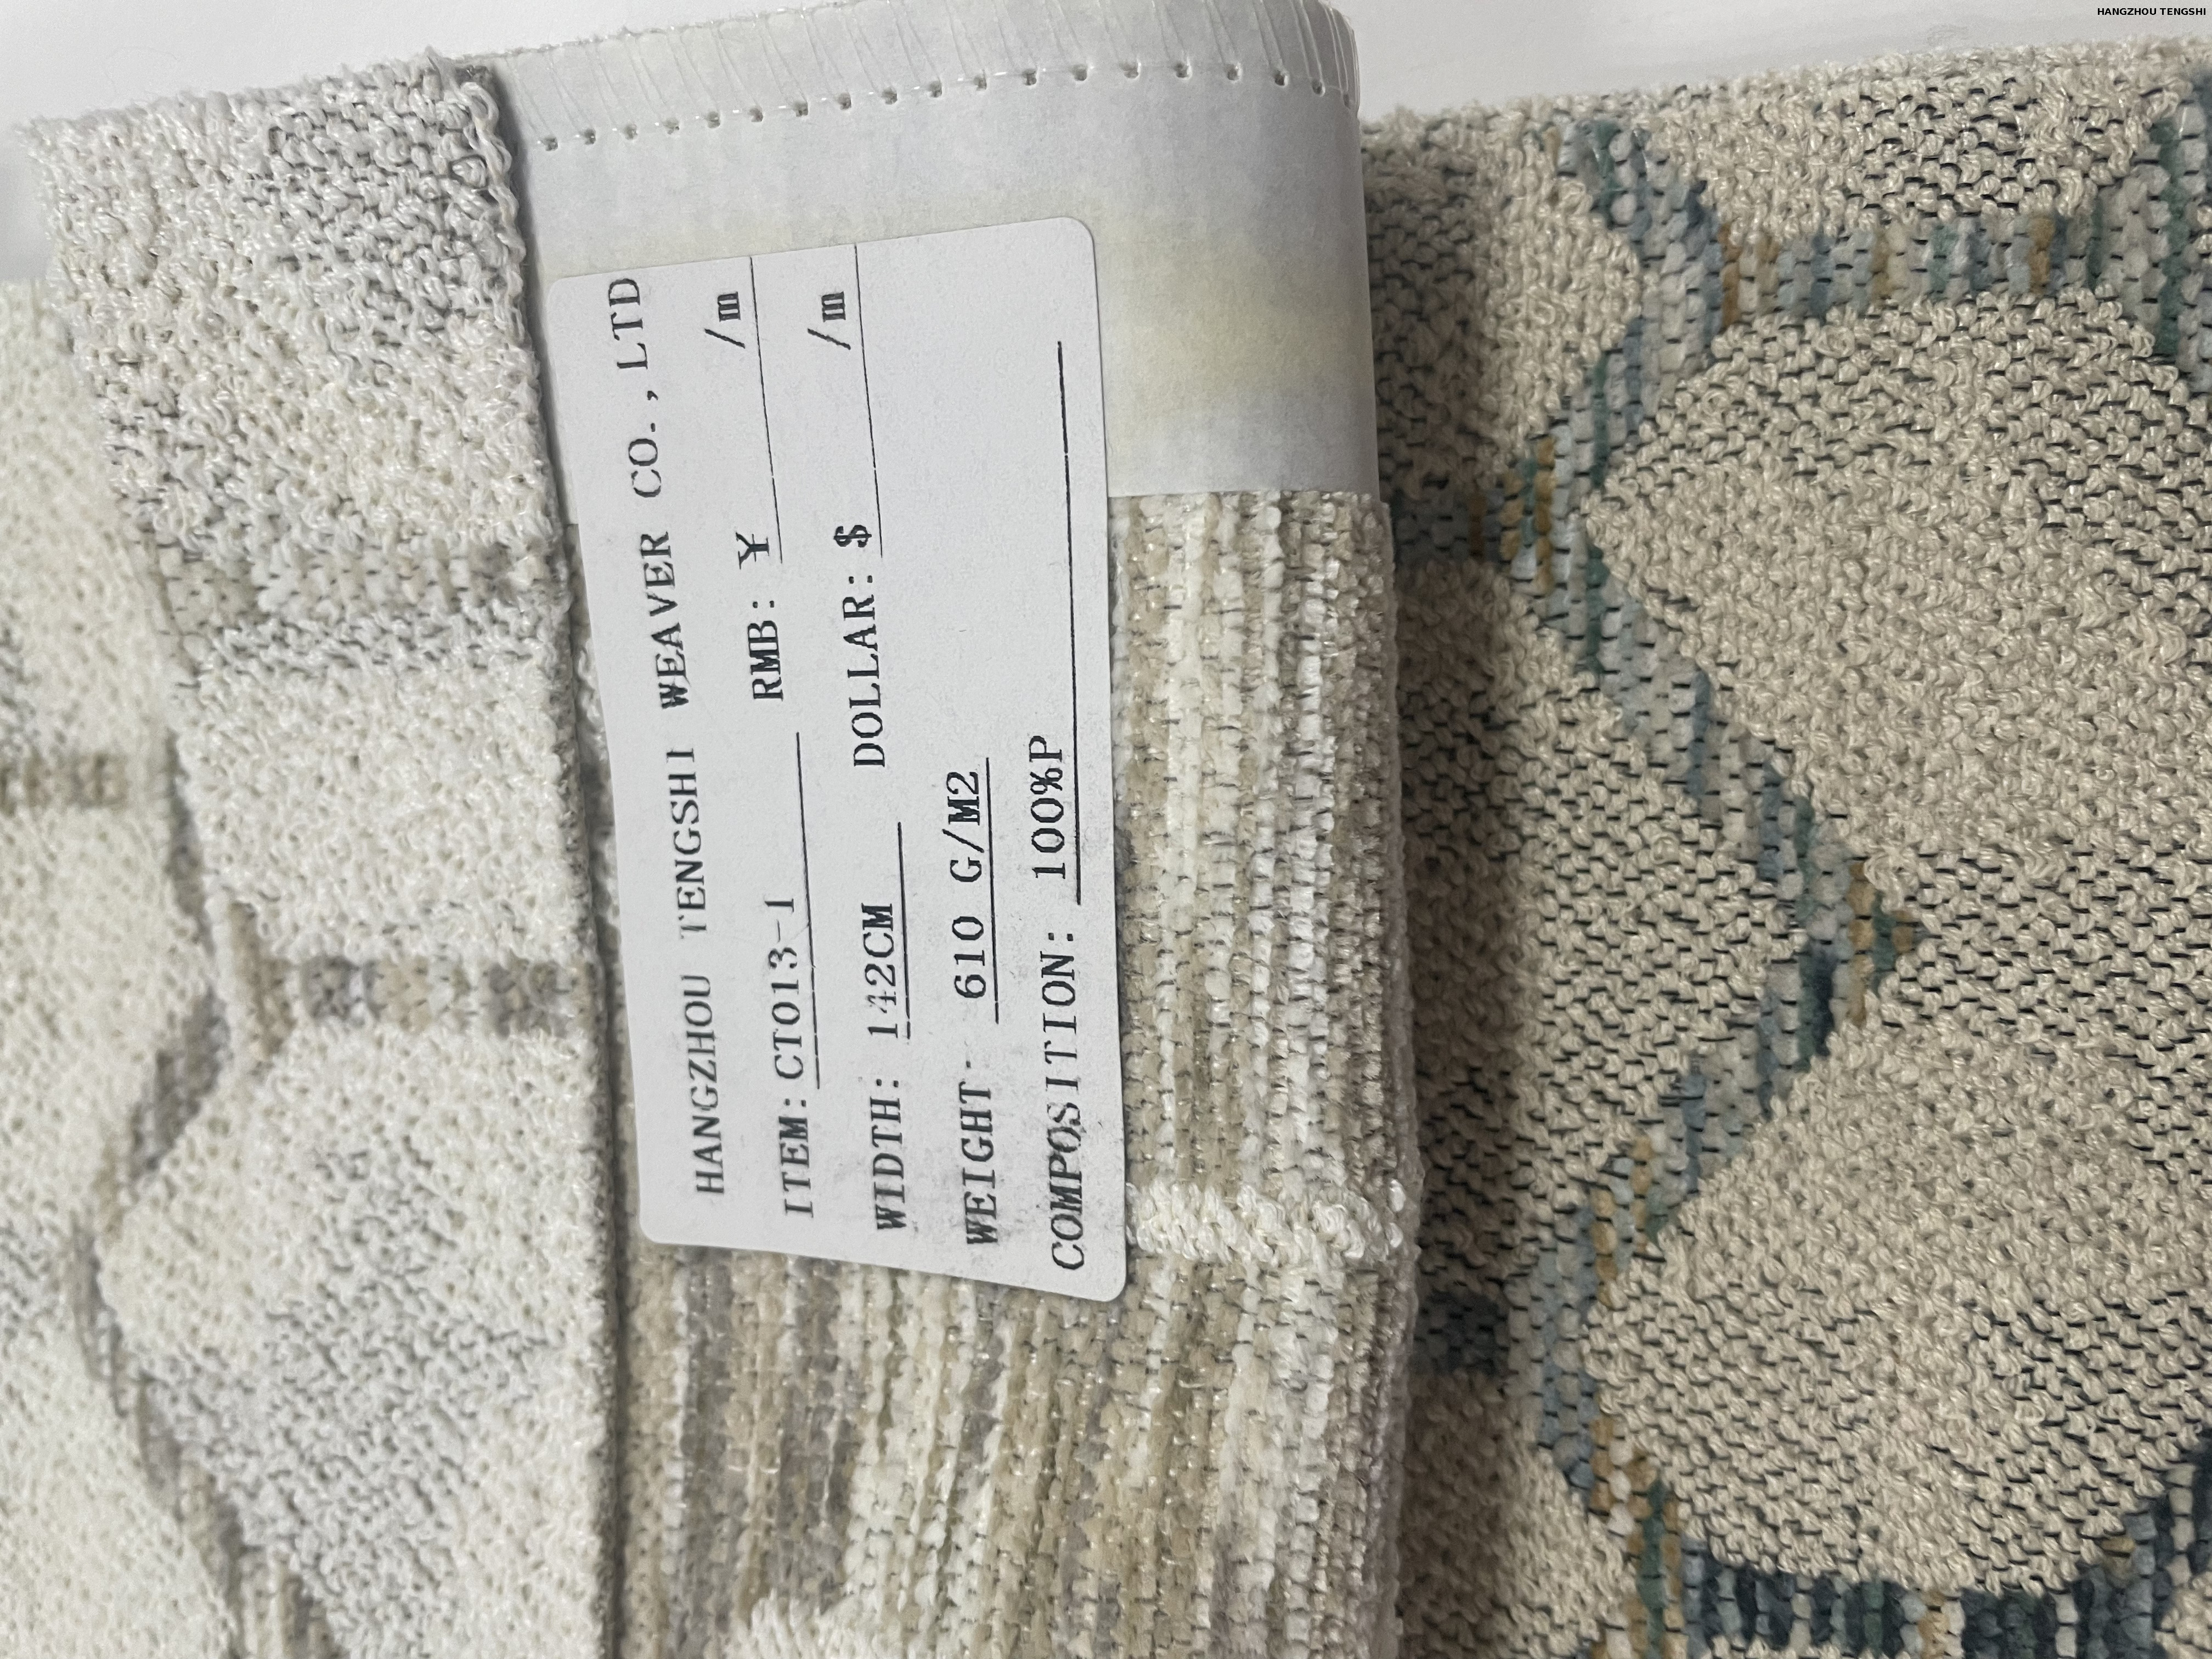 HANGZHOU TENGSHI
HANGZHOU TENGSHI WEAVER CO., LTD
ITEM: CT013-1 RMB: ¥ /m
WIDTH: 142CM DOLLAR: $ /m
WEIGHT: 610 G/M2
COMPOSITION: 100%P